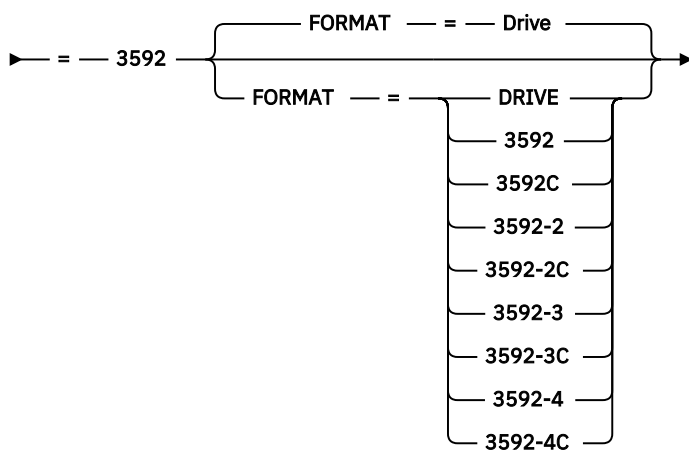 FORMAT = Drive
= 3592
FORMAT = DRIVE
3592
3592C
3592-2
3592-2C
3592-3
3592-3C
3592-4
3592-4C